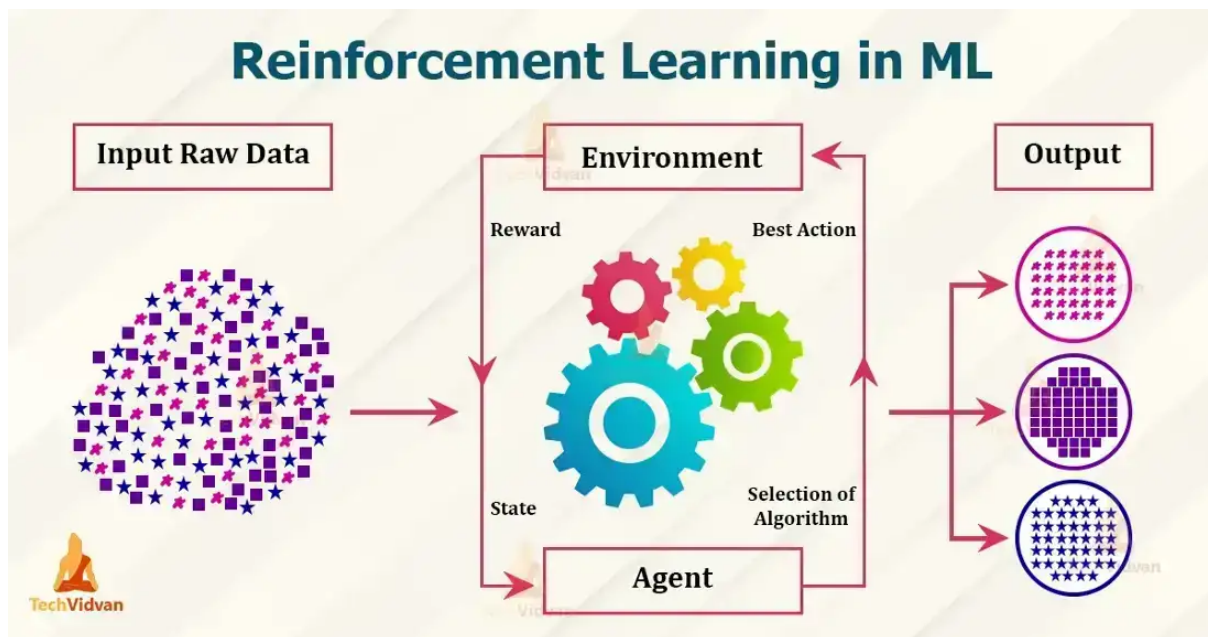 Reinforcement Learning in ML
Input Raw Data
Environment
Output
Reward
Best Action
State
Selection of
Algorithm
Agent
TechVidvan